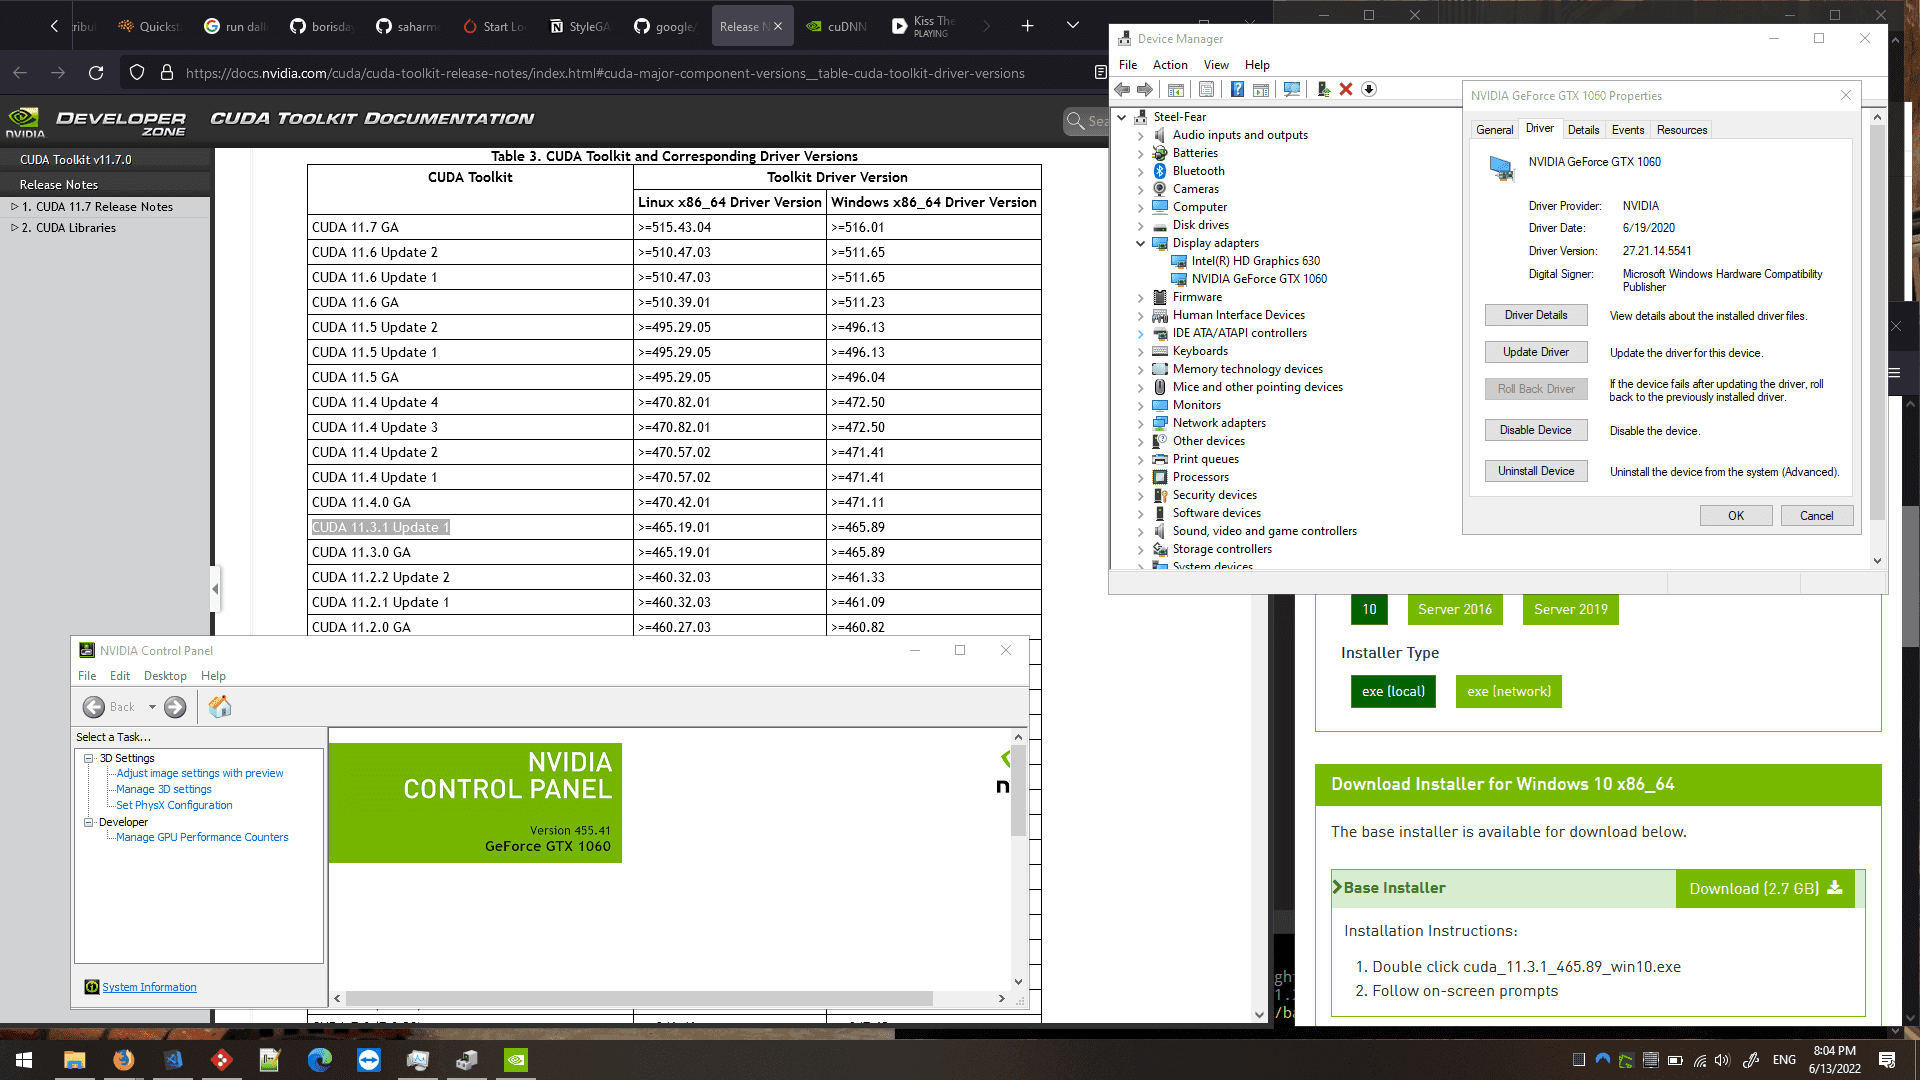 tribu
Quicksta
run dall
borisday
saharm
Start Lo
StyleGA
google/
Release N
cuDNN
Kiss The
PLAYING
https://docs.nvidia.com/cuda/cuda-toolkit-release-notes/index.html#cuda-major-component-versions__table-cuda-toolkit-driver-versions
NVIDIA
DEVELOPER ZONE
CUDA TOOLKIT DOCUMENTATION
Sea
CUDA Toolkit v11.7.0
Release Notes
1. CUDA 11.7 Release Notes
2. CUDA Libraries
Table 3. CUDA Toolkit and Corresponding Driver Versions
CUDA Toolkit
Toolkit Driver Version
Linux x86_64 Driver Version
Windows x86_64 Driver Version
CUDA 11.7 GA >=515.43.04 >=516.01
CUDA 11.6 Update 2 >=510.47.03 >=511.65
CUDA 11.6 Update 1 >=510.47.03 >=511.65
CUDA 11.6 GA >=510.39.01 >=511.23
CUDA 11.5 Update 2 >=495.29.05 >=496.13
CUDA 11.5 Update 1 >=495.29.05 >=496.13
CUDA 11.5 GA >=495.29.05 >=496.04
CUDA 11.4 Update 4 >=470.82.01 >=472.50
CUDA 11.4 Update 3 >=470.82.01 >=472.50
CUDA 11.4 Update 2 >=470.57.02 >=471.41
CUDA 11.4 Update 1 >=470.57.02 >=471.41
CUDA 11.4.0 GA >=470.42.01 >=471.11
CUDA 11.3.1 Update 1 >=465.19.01 >=465.89
CUDA 11.3.0 GA >=465.19.01 >=465.89
CUDA 11.2.2 Update 2 >=460.32.03 >=461.33
CUDA 11.2.1 Update 1 >=460.32.03 >=461.09
CUDA 11.2.0 GA >=460.27.03 >=460.82
NVIDIA Control Panel
File Edit Desktop Help
Back
Select a Task...
3D Settings
Adjust image settings with preview
Manage 3D settings
Set PhysX Configuration
Developer
Manage GPU Performance Counters
System Information
NVIDIA
CONTROL PANEL
Version 455.41
GeForce GTX 1060
n
Device Manager
File Action View Help
Steel-Fear
Audio inputs and outputs
Batteries
Bluetooth
Cameras
Computer
Disk drives
Display adapters
Intel(R) HD Graphics 630
NVIDIA GeForce GTX 1060
Firmware
Human Interface Devices
IDE ATA/ATAPI controllers
Keyboards
Memory technology devices
Mice and other pointing devices
Monitors
Network adapters
Other devices
Print queues
Processors
Security devices
Software devices
Sound, video and game controllers
Storage controllers
System devices
NVIDIA GeForce GTX 1060 Properties
General Driver Details Events Resources
NVIDIA GeForce GTX 1060
Driver Provider: NVIDIA
Driver Date: 6/19/2020
Driver Version: 27.21.14.5541
Digital Signer: Microsoft Windows Hardware Compatibility
Publisher
Driver Details View details about the installed driver files.
Update Driver Update the driver for this device.
Roll Back Driver If the device fails after updating the driver, roll
back to the previously installed driver.
Disable Device Disable the device.
Uninstall Device Uninstall the device from the system (Advanced).
OK Cancel
10 Server 2016 Server 2019
Installer Type
exe (local) exe (network)
Download Installer for Windows 10 x86_64
The base installer is available for download below.
Base Installer
Download (2.7 GB)
Installation Instructions:
1. Double click cuda_11.3.1_465.89_win10.exe
2. Follow on-screen prompts
ght
/ba
ENG
8:04 PM
6/13/2022